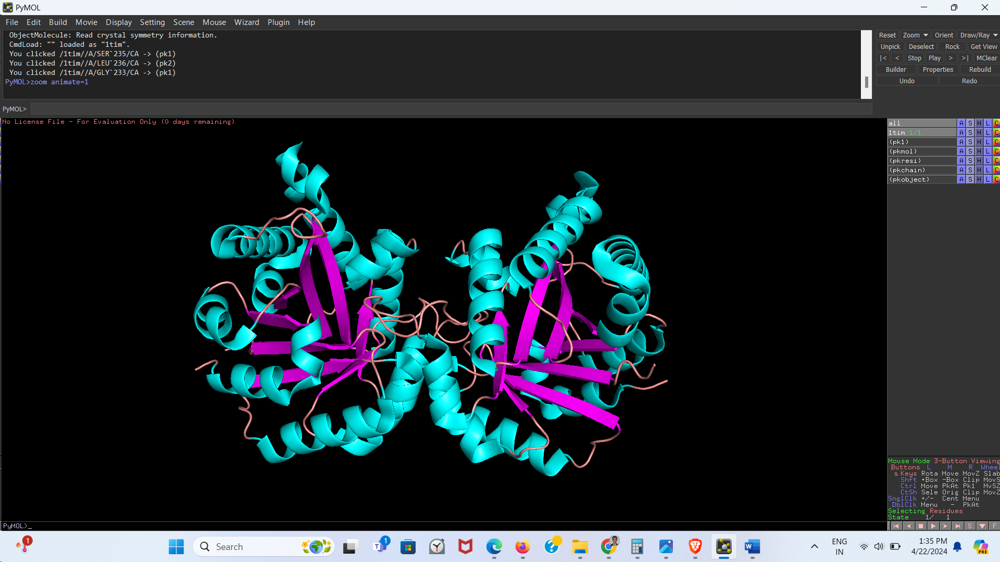 PyMOL
File Edit Build Movie Display Setting Scene Mouse Wizard Plugin Help
ObjectMolecule: Read crystal symmetry information.
CmdLoad: "" loaded as "1tim".
You clicked /1tim//A/SER`235/CA -> (pk1)
You clicked /1tim//A/LEU`236/CA -> (pk2)
You clicked /1tim//A/GLY`233/CA -> (pk1)
PyMOL>zoom animate=1
PyMOL>
Reset Zoom Orient Draw/Ray
Unpick Deselect Rock Get View
|< < Stop Play > >| MClear
Builder Properties Rebuild
Undo Redo
No License File - For Evaluation Only (0 days remaining)
all A S H L C
1tim 1/1 A S H L C
(pk1) A S H L C
(pkmol) A S H L C
(pkresi) A S H L C
(pkchain) A S H L C
(pkobject) A S H L C
Mouse Mode 3-Button Viewing
Buttons L M R Wheel
& Keys Rota Move MovZ Slab
Shft +Box -Box Clip MovS
Ctrl Move PkAt Pk1 MvSZ
CtSh Sele Orig Clip MovZ
SnglClk +/- Cent Menu
DblClk Menu - PkAt
Selecting Residues
State 1/ 1
PyMOL>_
S F
1
Search
1
ENG
IN
1:35 PM
4/22/2024
PRE